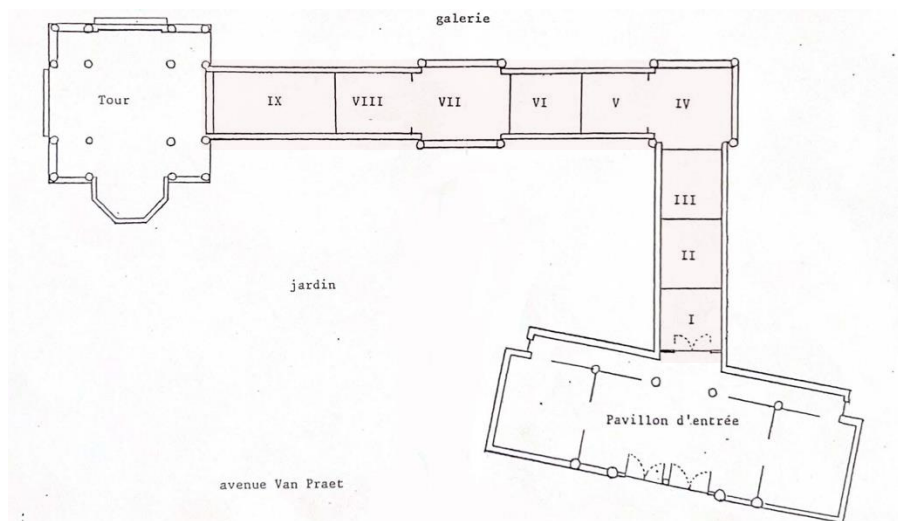 galerie
Tour
IX
VIII
VII
VI
V
IV
III
II
I
jardin
Pavillon d'entrée
avenue Van Praet